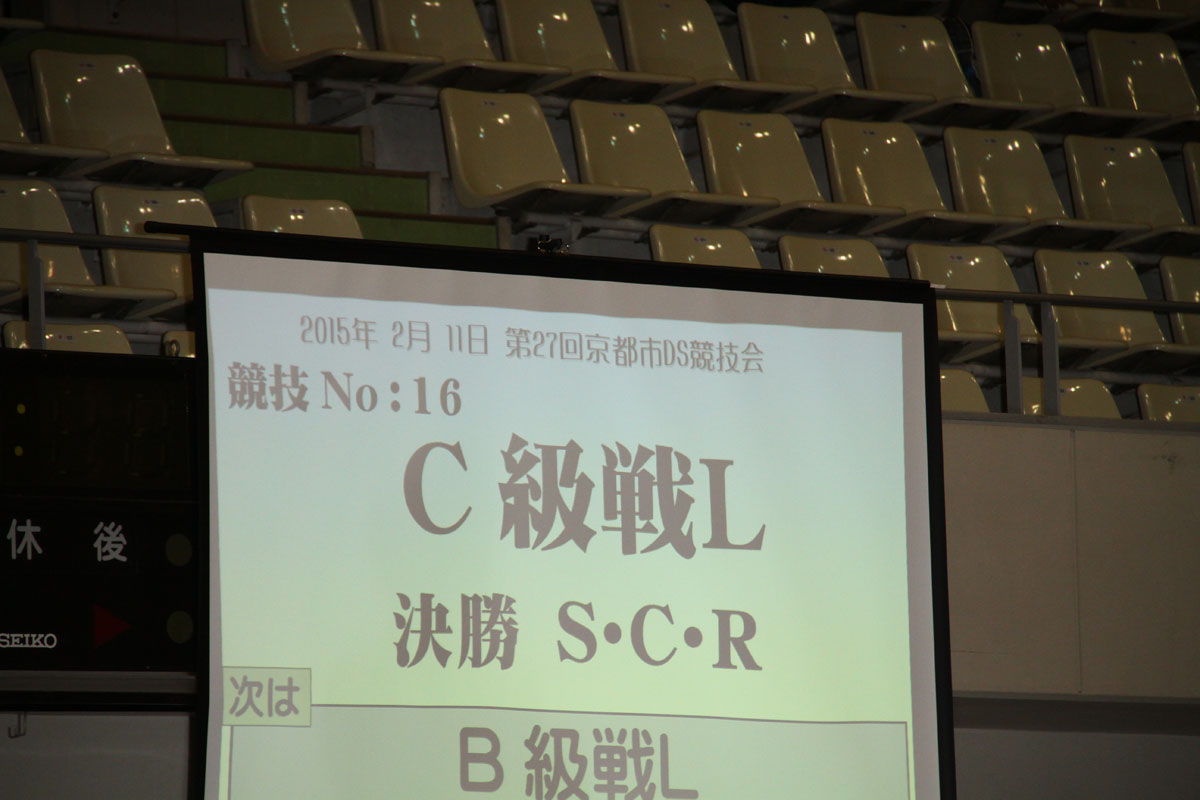 2015年 2月 11日 第27回京都市DS競技会
競技 No:16
C 級戦L
決勝 S・C・R
次は
B 級戦L
休 後
SEIKO